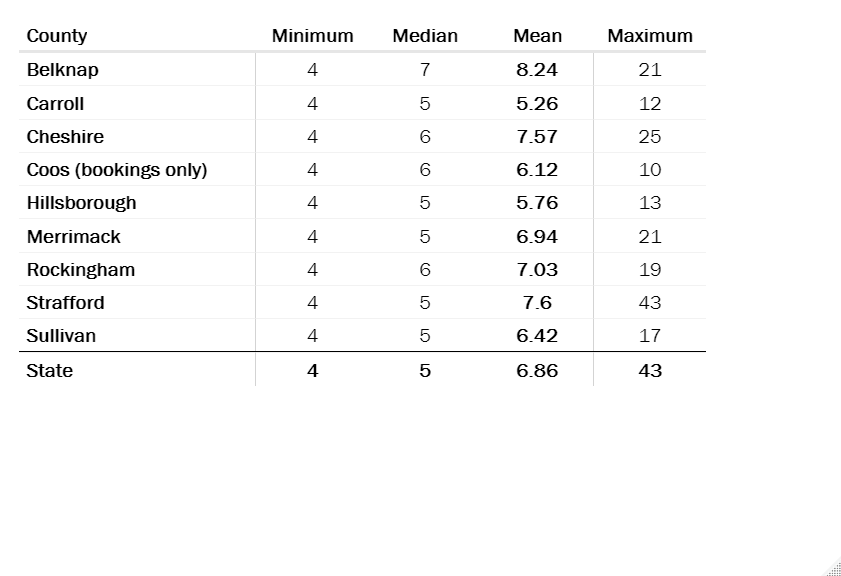 County Minimum Median Mean Maximum
Belknap 4 7 8.24 21
Carroll 4 5 5.26 12
Cheshire 4 6 7.57 25
Coos (bookings only) 4 6 6.12 10
Hillsborough 4 5 5.76 13
Merrimack 4 5 6.94 21
Rockingham 4 6 7.03 19
Strafford 4 5 7.6 43
Sullivan 4 5 6.42 17
State 4 5 6.86 43